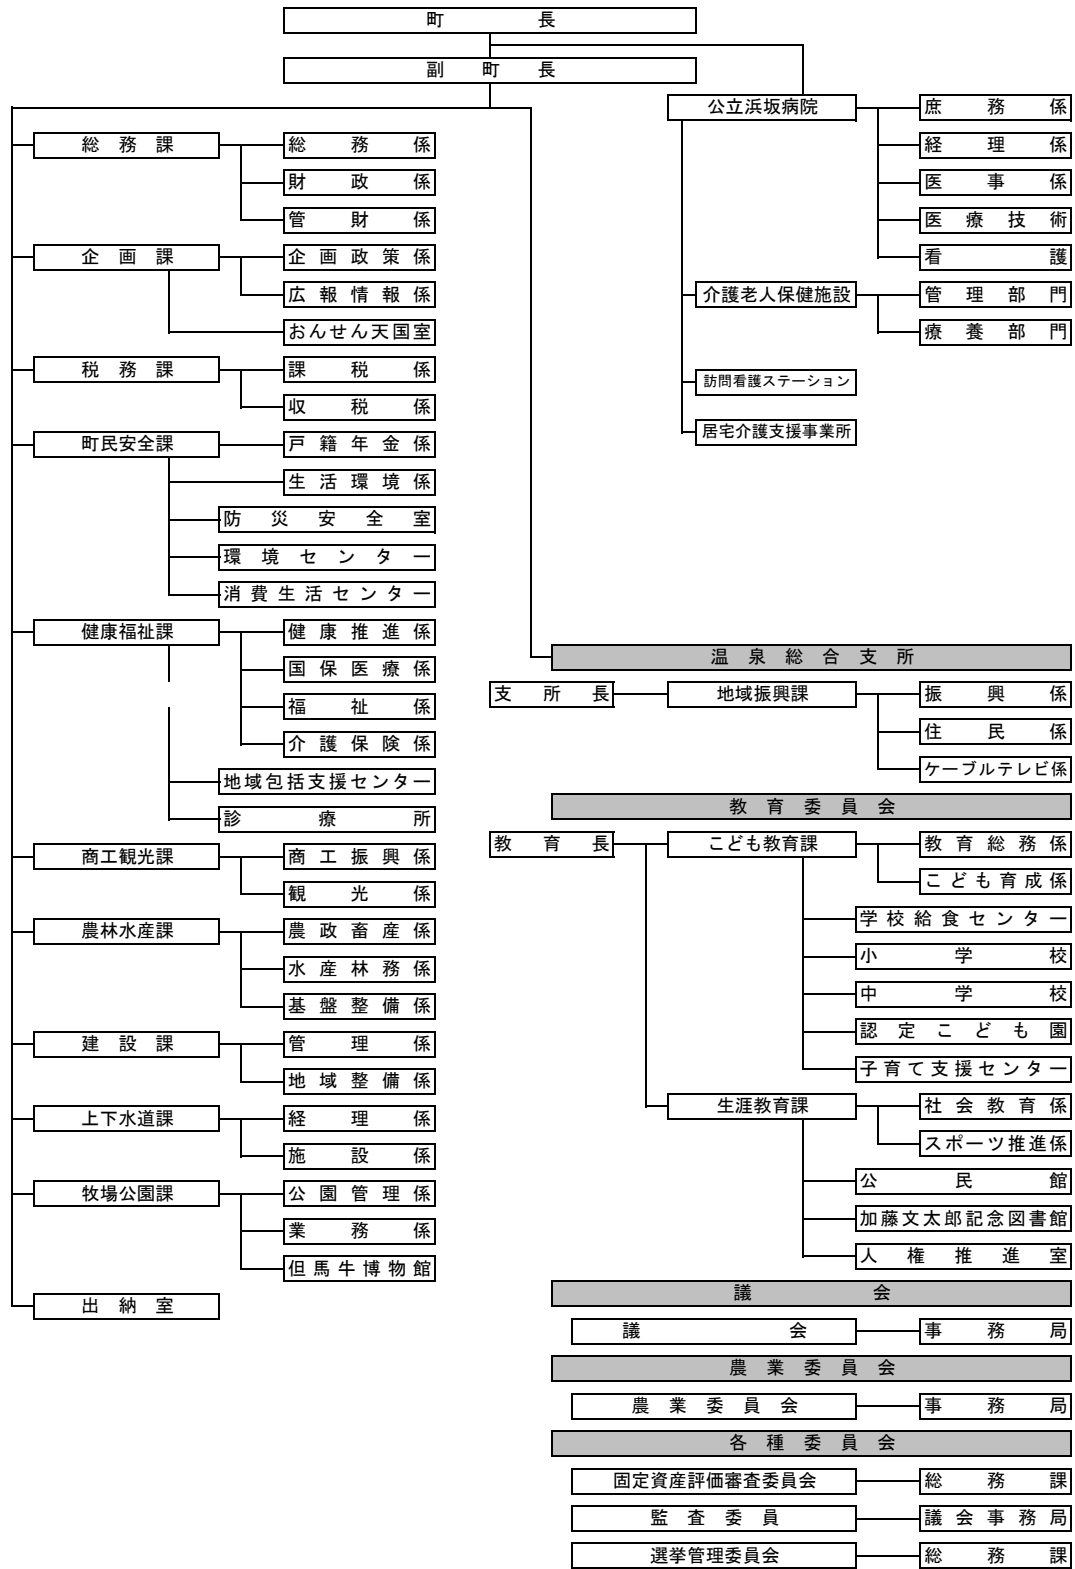 町長
副町長
総務課
総務係
財政係
管財係
企画課
企画政策係
広報情報係
おんせん天国室
税務課
課税係
収税係
町民安全課
戸籍年金係
生活環境係
防災安全室
環境センター
消費生活センター
健康福祉課
健康推進係
国保医療係
福祉係
介護保険係
地域包括支援センター
診療所
商工観光課
商工振興係
観光係
農林水産課
農政畜産係
水産林務係
基盤整備係
建設課
管理係
地域整備係
上下水道課
経理係
施設係
牧場公園課
公園管理係
業務係
但馬牛博物館
出納室
公立浜坂病院
庶務係
経理係
医事係
医療技術
看護
介護老人保健施設
管理部門
療養部門
訪問看護ステーション
居宅介護支援事業所
温泉総合支所
支所長
地域振興課
振興係
住民係
ケーブルテレビ係
教育委員会
教育長
こども教育課
教育総務係
こども育成係
学校給食センター
小学校
中学校
認定こども園
子育て支援センター
生涯教育課
社会教育係
スポーツ推進係
公民館
加藤文太郎記念図書館
人権推進室
議会
議会
事務局
農業委員会
農業委員会
事務局
各種委員会
固定資産評価審査委員会
総務課
監査委員
議会事務局
選挙管理委員会
総務課